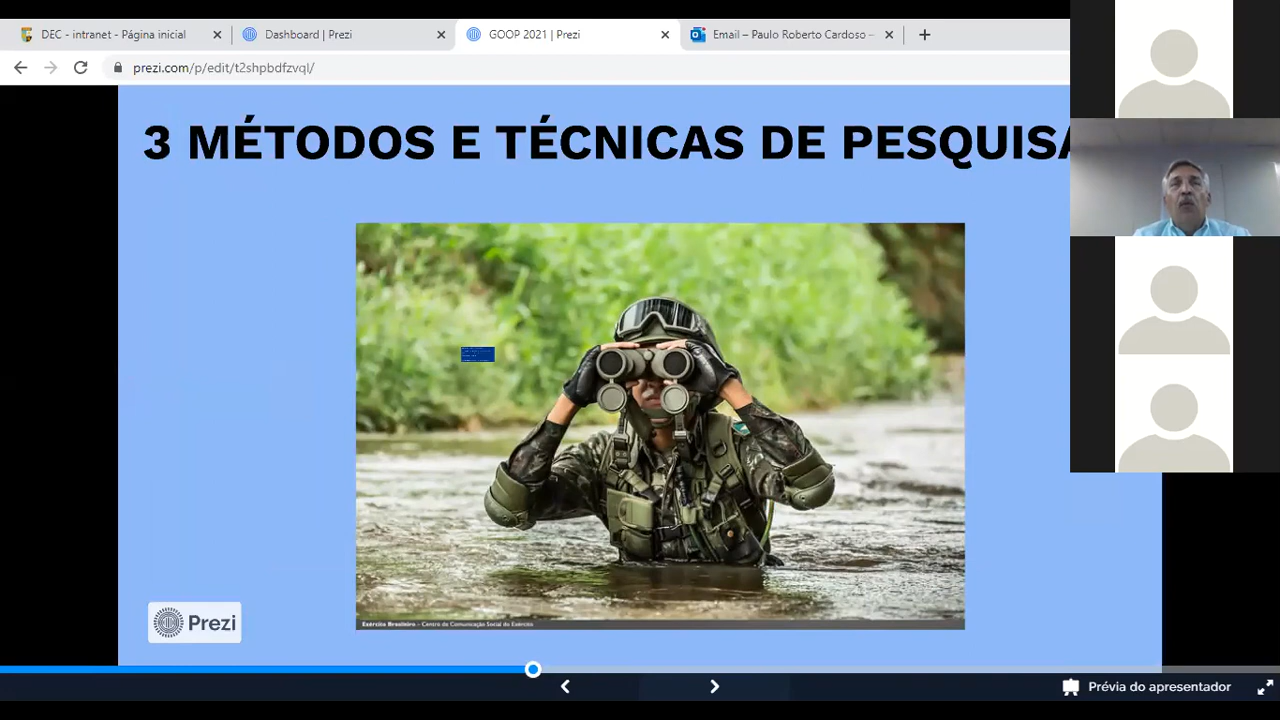 DEC - intranet - Página inicial
Dashboard | Prezi
GOOP 2021 | Prezi
Email – Paulo Roberto Cardoso –
prezi.com/p/edit/t2shpbdfzvql/
3 MÉTODOS E TÉCNICAS DE PESQUISA
Exército Brasileiro – Centro de Comunicação Social do Exército
Prezi
Prévia do apresentador